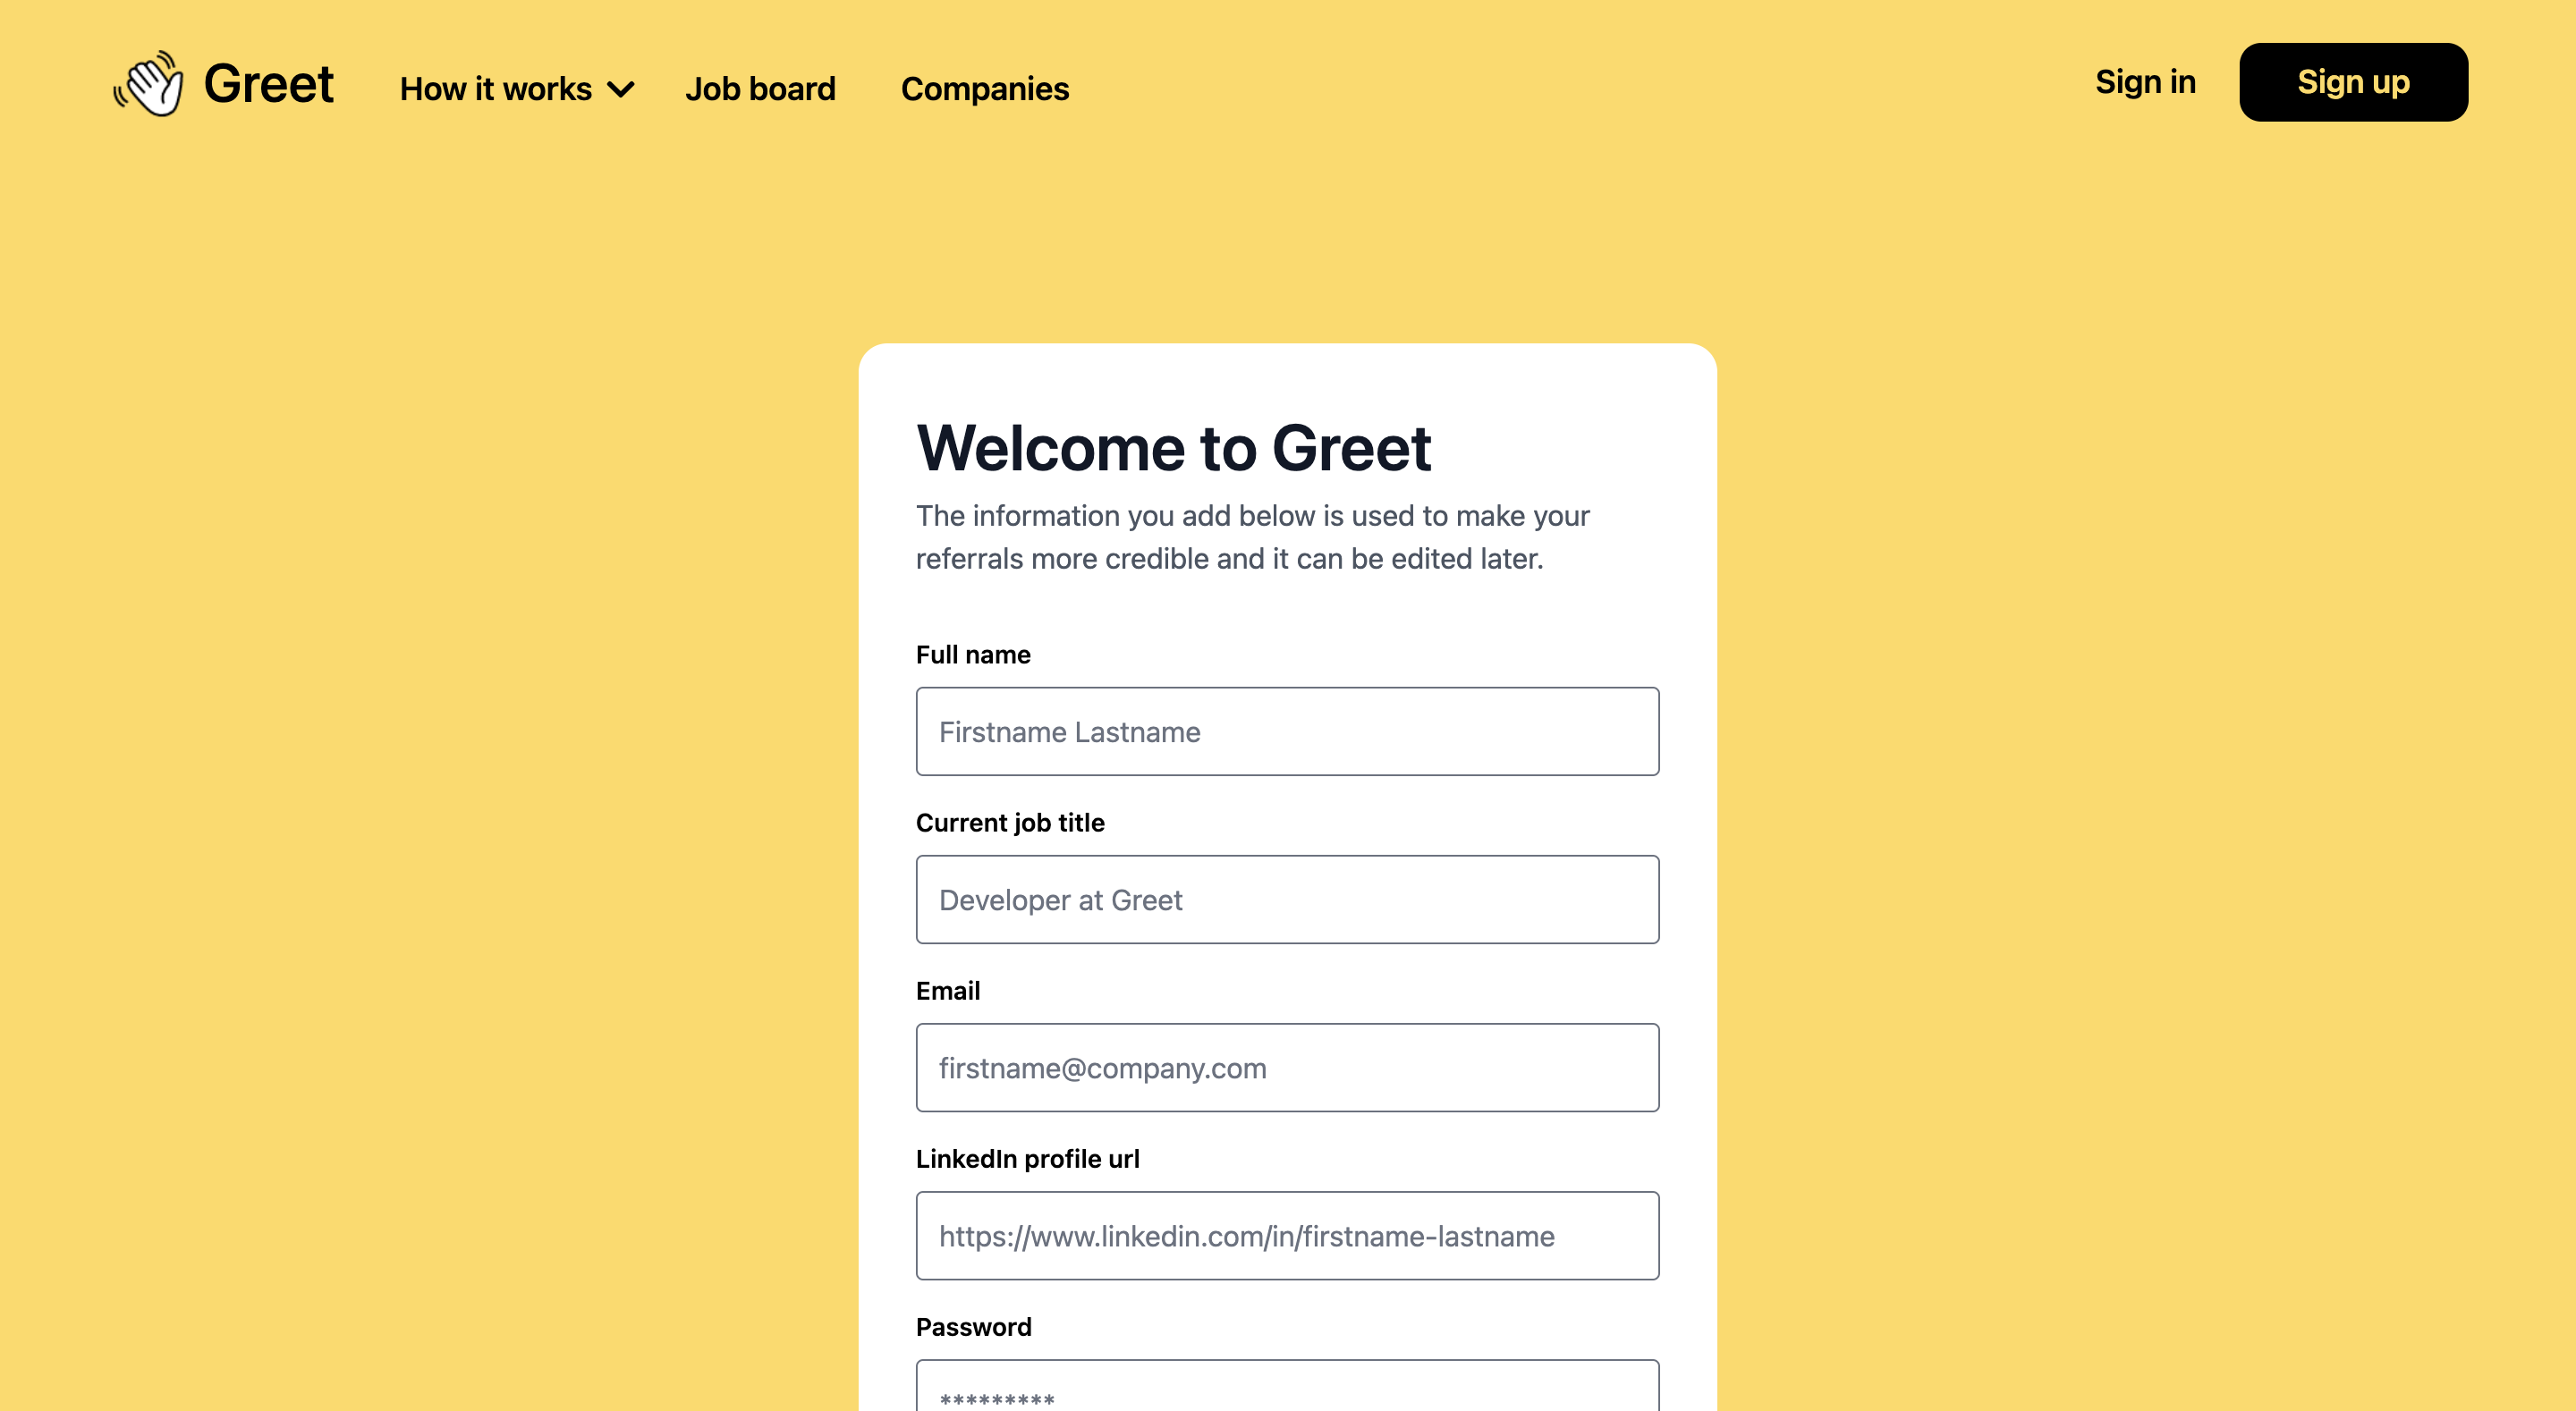 Greet
How it works
Job board
Companies
Sign in
Sign up
Welcome to Greet
The information you add below is used to make your
referrals more credible and it can be edited later.
Full name
Firstname Lastname
Current job title
Developer at Greet
Email
firstname@company.com
LinkedIn profile url
https://www.linkedin.com/in/firstname-lastname
Password
*********